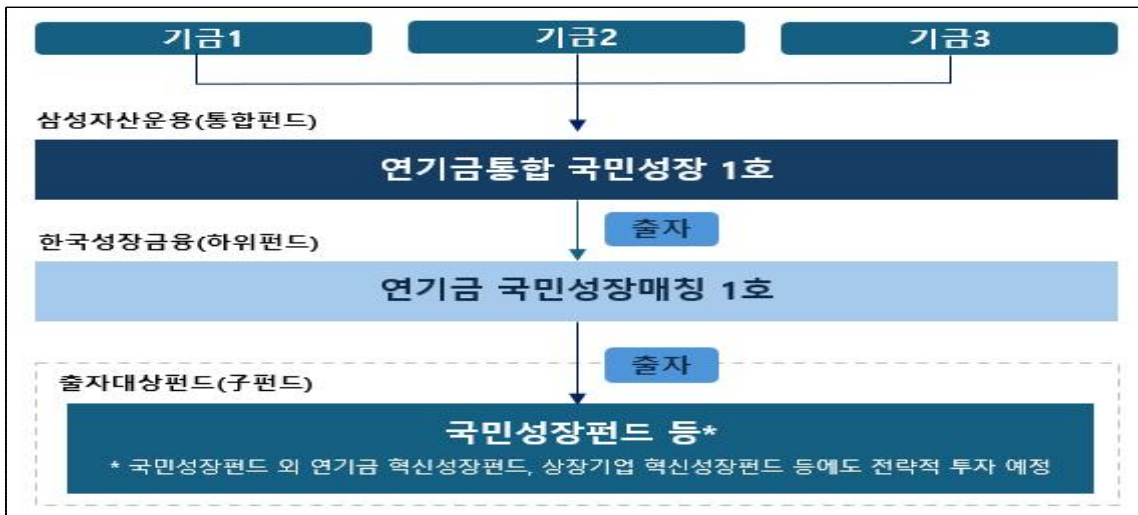 기금1
기금2
기금3
삼성자산운용(통합펀드)
연기금통합 국민성장 1호
출자
한국성장금융(하위펀드)
연기금 국민성장매칭 1호
출자
출자대상펀드(子펀드)
국민성장펀드 등*
* 국민성장펀드 외 연기금 혁신성장펀드, 상장기업 혁신성장펀드 등에도 전략적 투자 예정